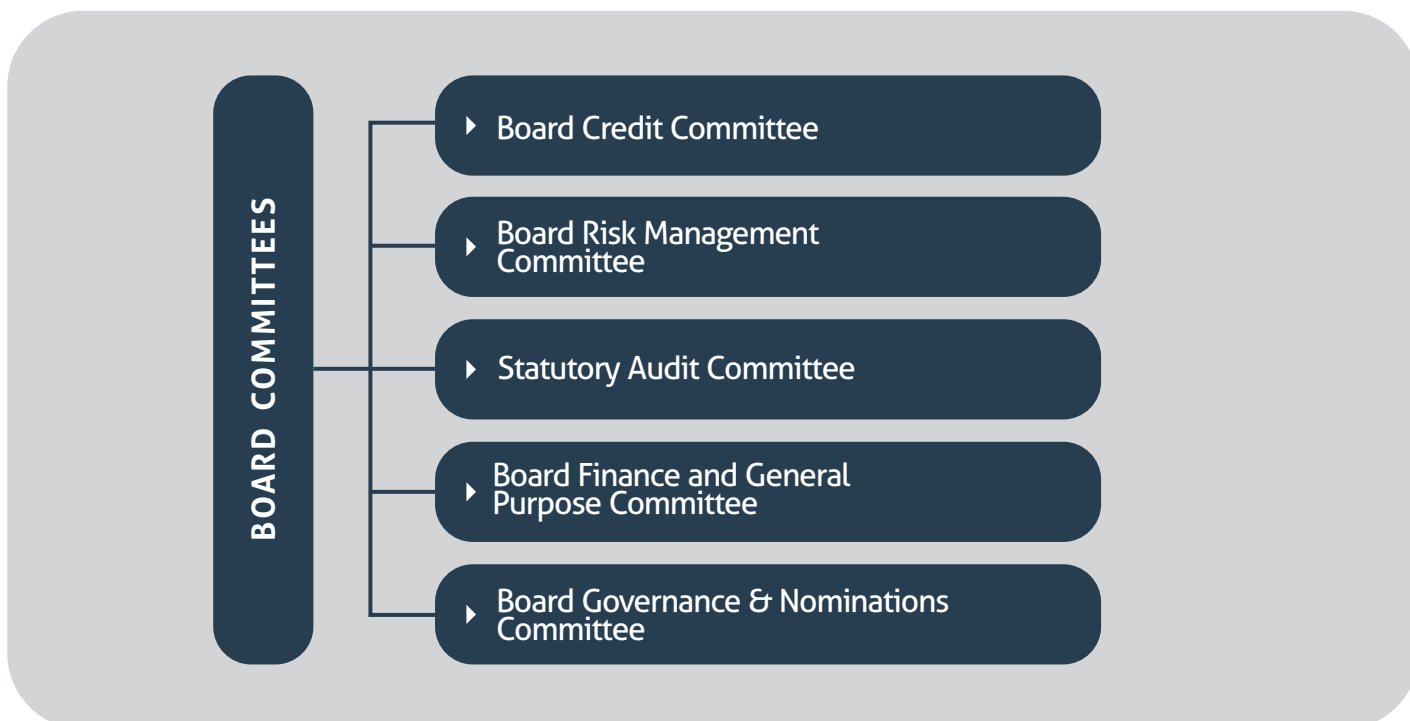 BOARD COMMITTEES
Board Credit Committee
Board Risk Management
Committee
Statutory Audit Committee
Board Finance and General
Purpose Committee
Board Governance & Nominations
Committee